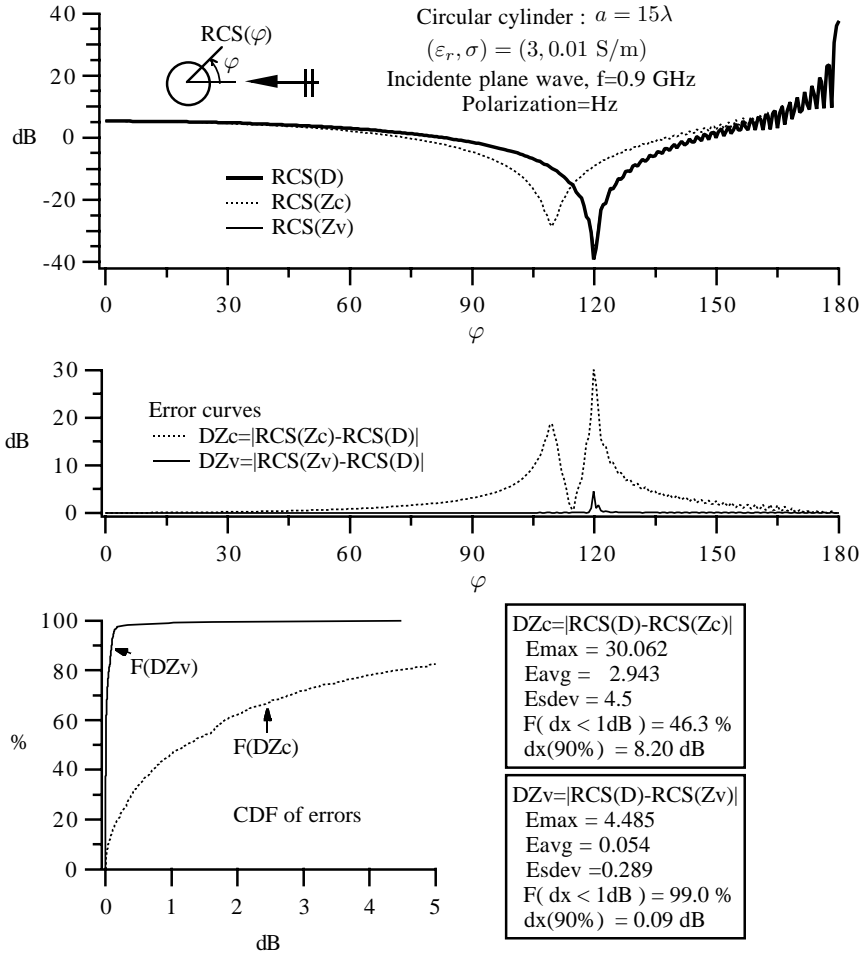 RCS(φ)
φ
Circular cylinder : a = 15λ
(εr, σ) = (3, 0.01 S/m)
Incidente plane wave, f=0.9 GHz
Polarization=Hz
40
20
0
-20
-40
dB
RCS(D)
RCS(Zc)
RCS(Zv)
0 30 60 90 120 150 180
φ
30
20
10
0
dB
Error curves
DZc=|RCS(Zc)-RCS(D)|
DZv=|RCS(Zv)-RCS(D)|
0 30 60 90 120 150 180
φ
100
80
60
40
20
0
%
F(DZv)
F(DZc)
CDF of errors
0 1 2 3 4 5
dB
DZc=|RCS(D)-RCS(Zc)|
Emax = 30.062
Eavg = 2.943
Esdev = 4.5
F( dx < 1dB ) = 46.3 %
dx(90%) = 8.20 dB
DZv=|RCS(D)-RCS(Zv)|
Emax = 4.485
Eavg = 0.054
Esdev =0.289
F( dx < 1dB ) = 99.0 %
dx(90%) = 0.09 dB